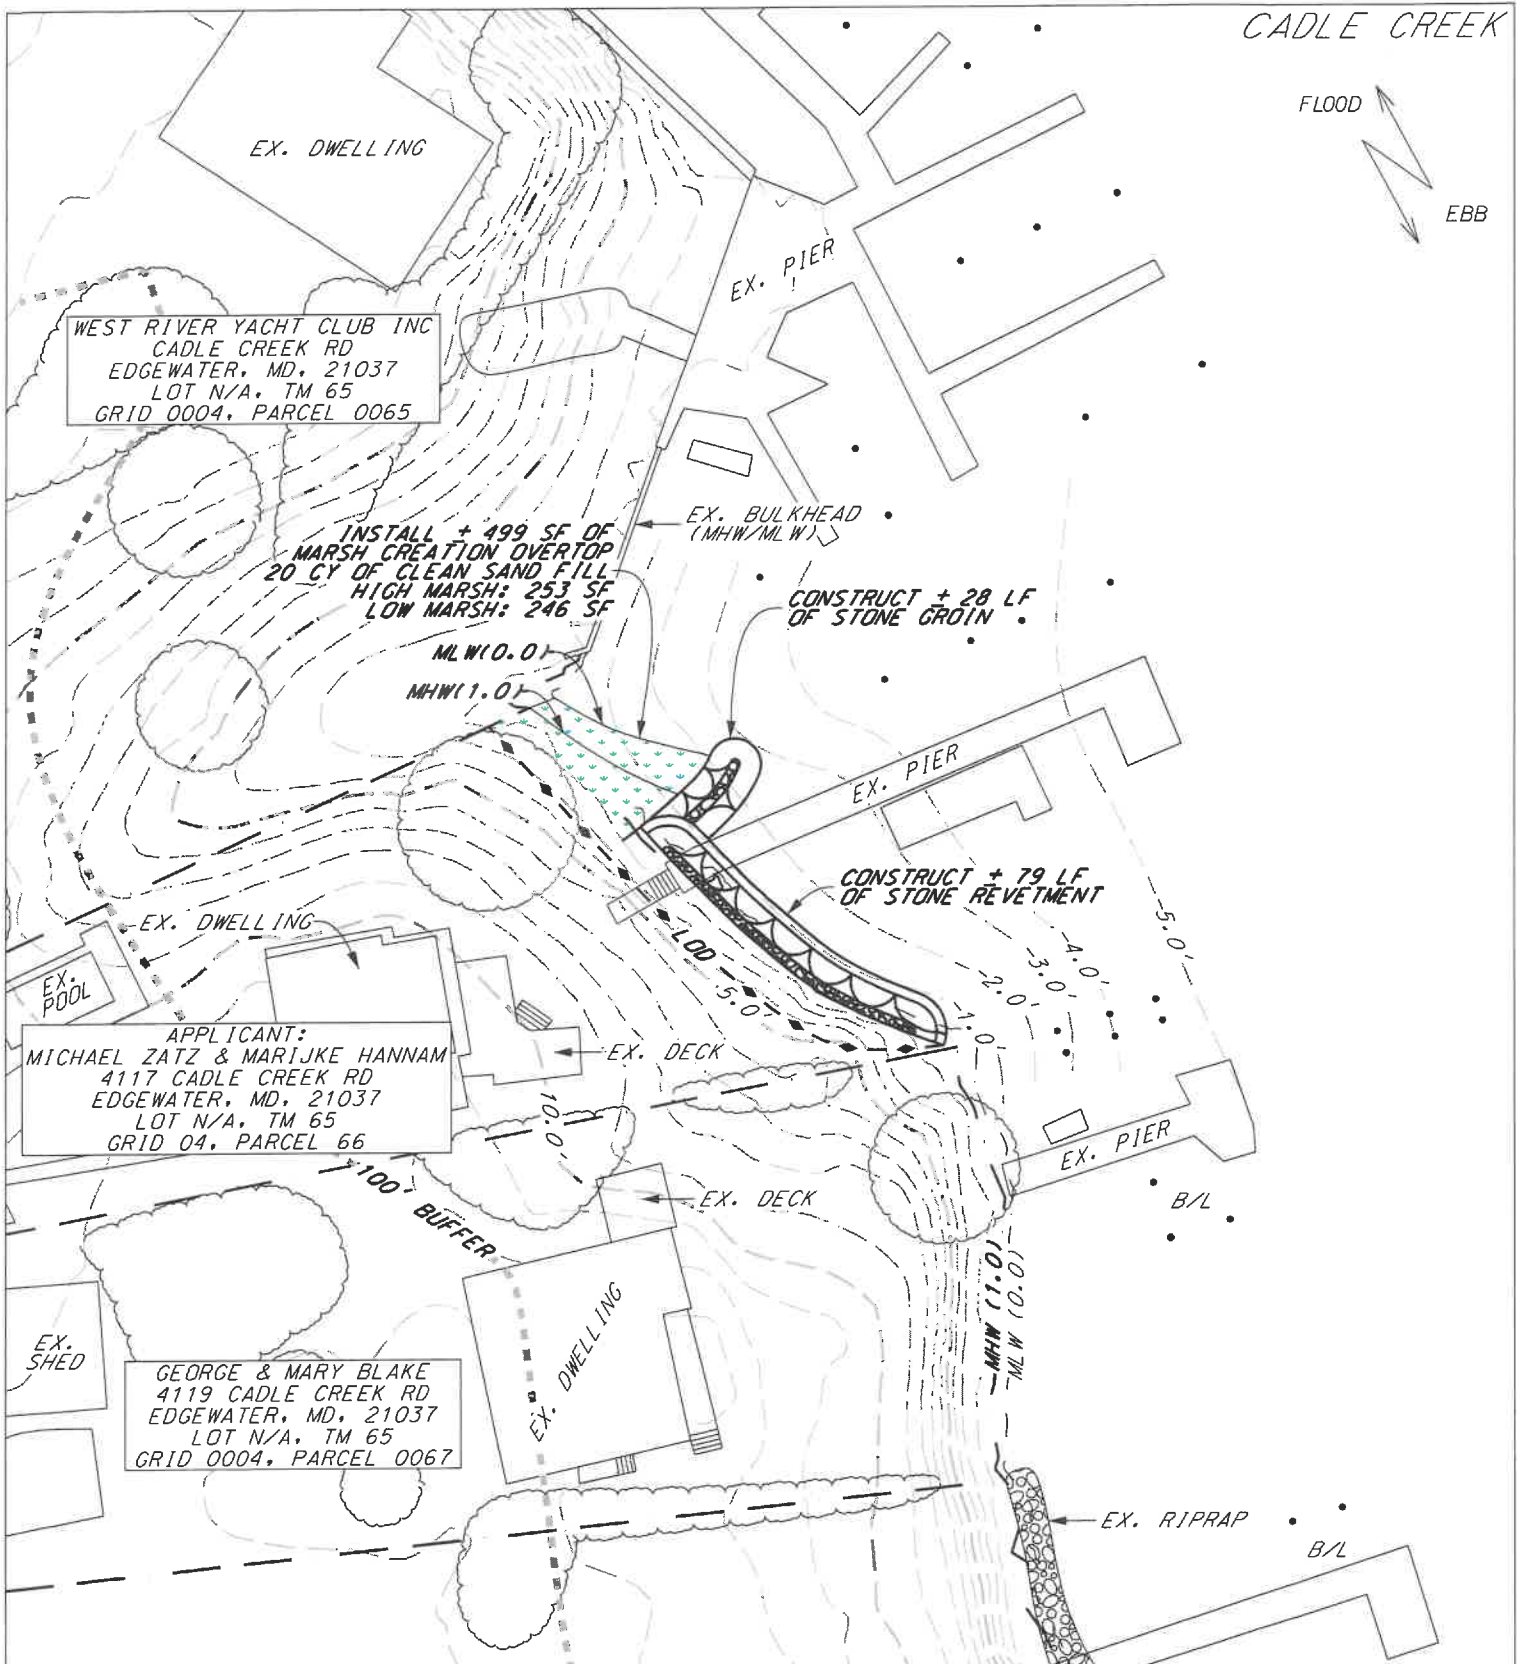 CADLE CREEK
FLOOD
EBB
EX. DWELLING
EX. PIER
WEST RIVER YACHT CLUB INC
CADLE CREEK RD
EDGEWATER, MD, 21037
LOT N/A, TM 65
GRID 0004, PARCEL 0065
EX. BULKHEAD
(MHW/MLW)
INSTALL ± 499 SF OF
MARSH CREATION OVERTOP
20 CY OF CLEAN SAND FILL
HIGH MARSH: 253 SF
LOW MARSH: 246 SF
CONSTRUCT ± 28 LF
OF STONE GROIN
MLW(0.0)
MHW(1.0)
EX. PIER
CONSTRUCT ± 79 LF
OF STONE REVETMENT
EX. DWELLING
LOD
-5.0'
-4.0'
-3.0'
-2.0'
-1.0'
5.0'
EX.
POOL
APPLICANT:
MICHAEL ZATZ & MARIJKE HANNAM
4117 CADLE CREEK RD
EDGEWATER, MD, 21037
LOT N/A, TM 65
GRID 04, PARCEL 66
EX. DECK
10.0'
EX. PIER
100' BUFFER
EX. DECK
B/L
MHW (1.0)
MLW (0.0)
EX. DWELLING
EX.
SHED
GEORGE & MARY BLAKE
4119 CADLE CREEK RD
EDGEWATER, MD, 21037
LOT N/A, TM 65
GRID 0004, PARCEL 0067
EX. RIPRAP
B/L